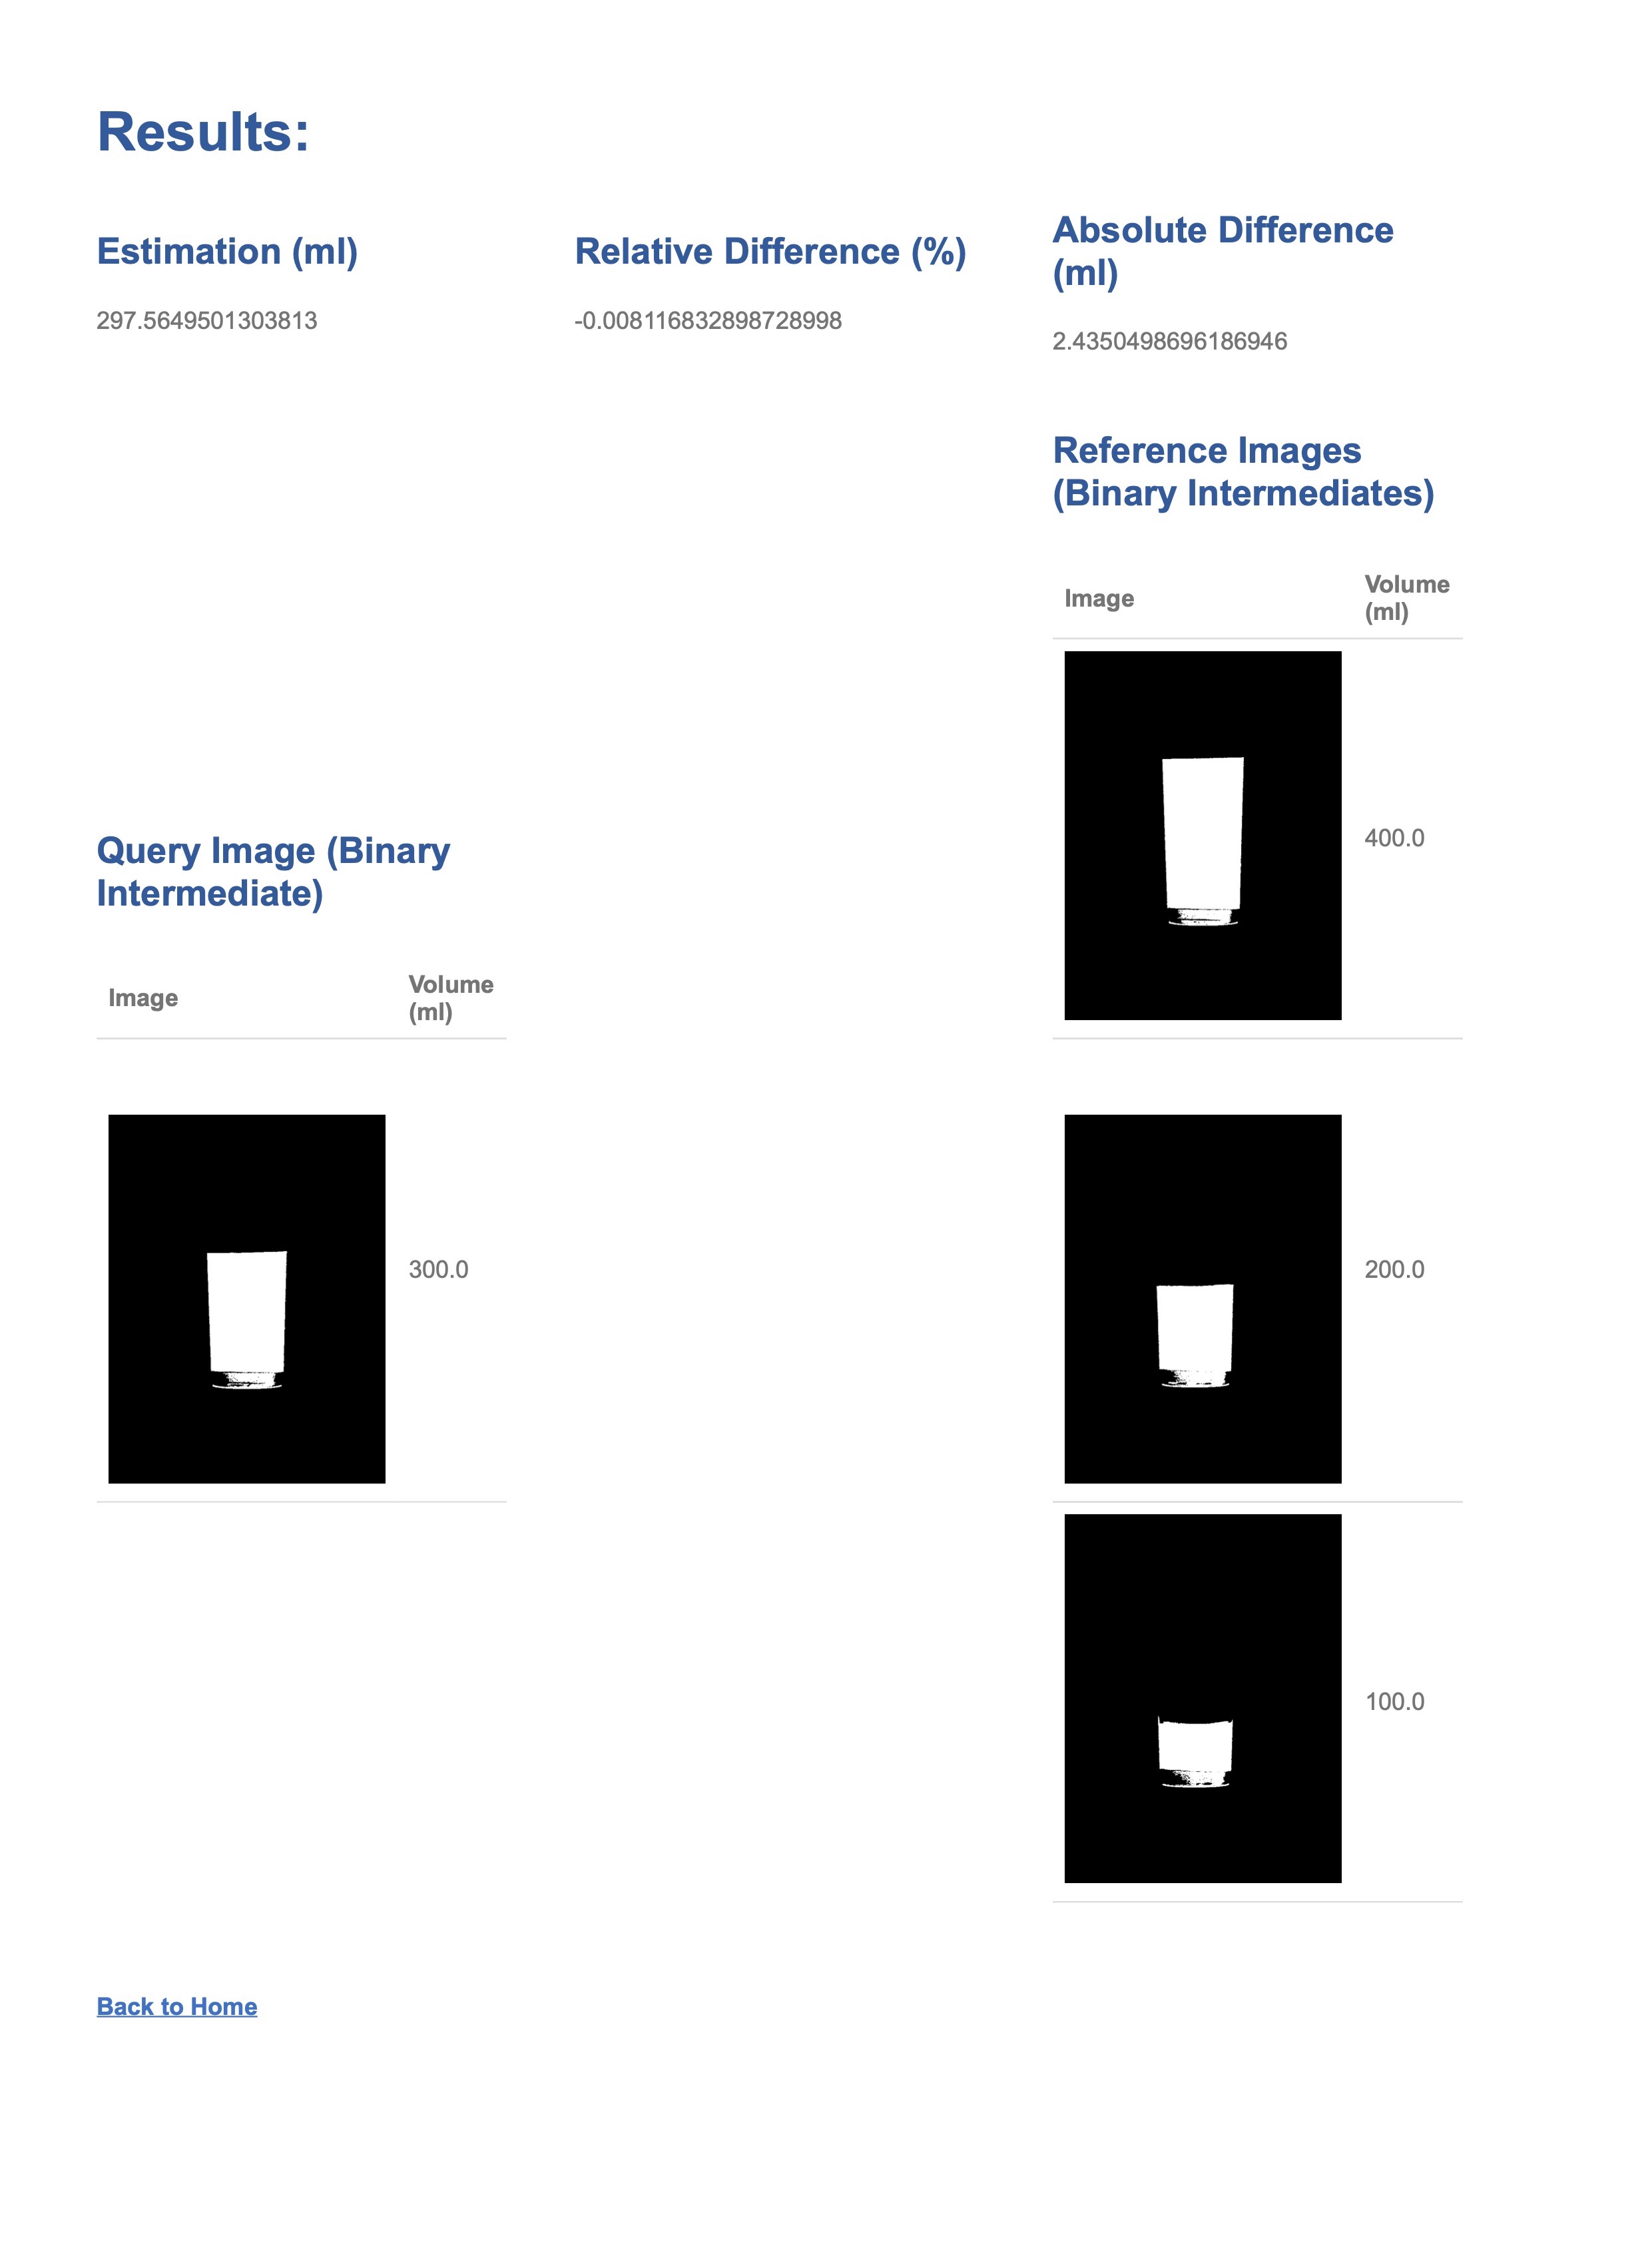 Results:
Estimation (ml)
297.5649501303813
Relative Difference (%)
-0.008116832898728998
Absolute Difference
(ml)
2.4350498696186946
Query Image (Binary
Intermediate)
Image
Volume
(ml)
300.0
Reference Images
(Binary Intermediates)
Image
Volume
(ml)
400.0
200.0
100.0
Back to Home